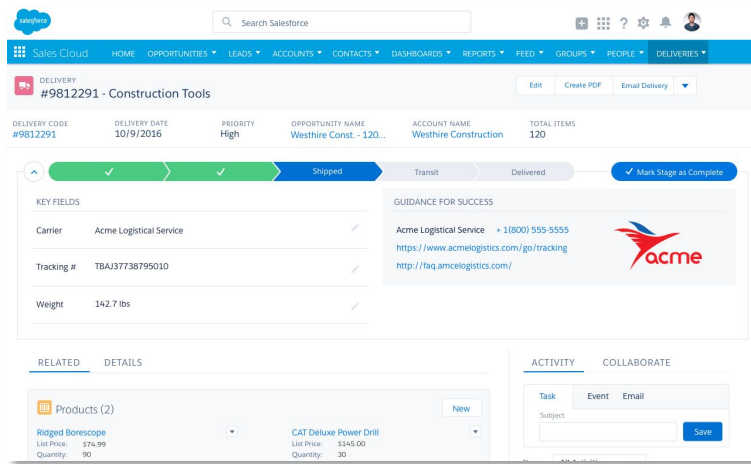 salesforce
Search Salesforce
Sales Cloud HOME OPPORTUNITIES LEADS ACCOUNTS CONTACTS DASHBOARDS REPORTS FEED GROUPS PEOPLE DELIVERIES
DELIVERY
#9812291 - Construction Tools
Edit Create PDF Email Delivery
DELIVERY CODE DELIVERY DATE PRIORITY OPPORTUNITY NAME ACCOUNT NAME TOTAL ITEMS
#9812291 10/9/2016 High Westhire Const. - 120... Westhire Construction 120
Shipped Transit Delivered Mark Stage as Complete
KEY FIELDS
Carrier Acme Logistical Service
Tracking # TBAJ37738795010
Weight 142.7 lbs
GUIDANCE FOR SUCCESS
Acme Logistical Service + 1(800) 555-5555
https://www.acmelogistics.com/go/tracking
http://faq.amcelogistics.com/
acme
RELATED DETAILS
Products (2) New
Ridged Borescope
List Price: $74.99
Quantity: 90
CAT Deluxe Power Drill
List Price: $145.00
Quantity: 30
ACTIVITY COLLABORATE
Task Event Email
Subject
Save